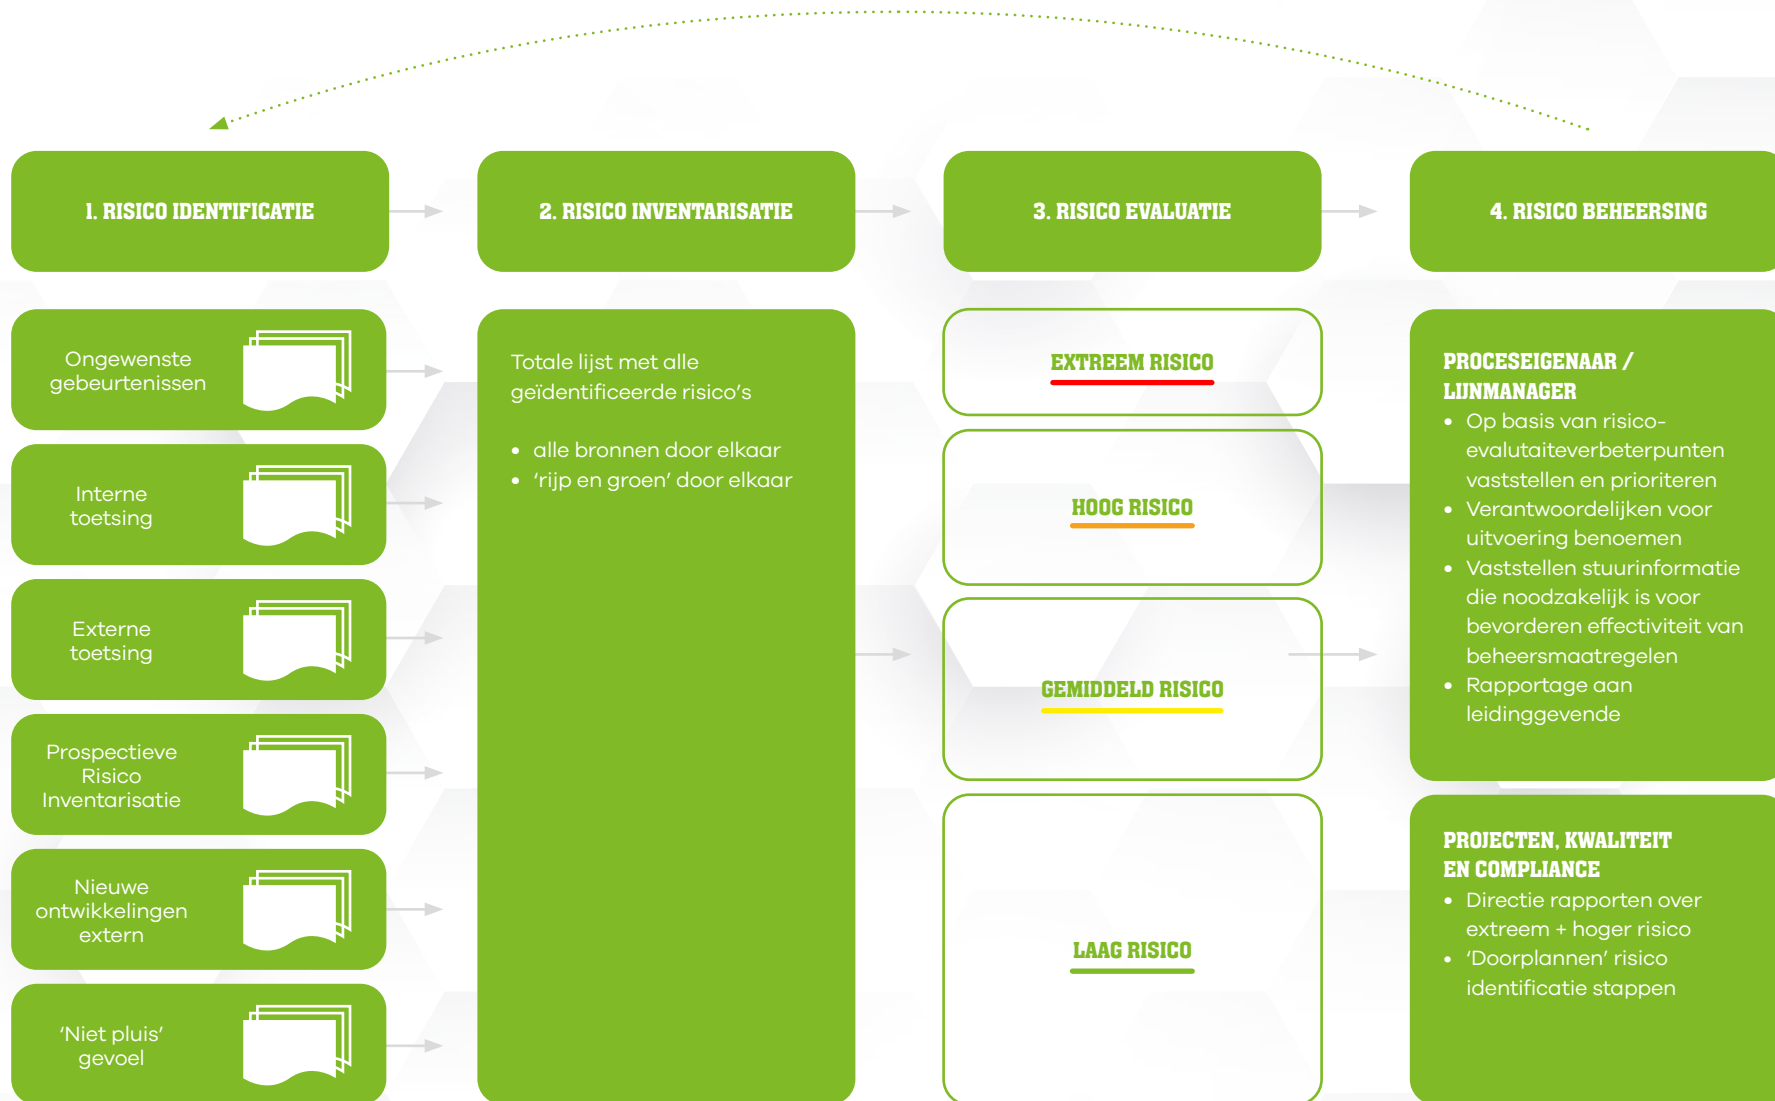 1. RISICO IDENTIFICATIE
2. RISICO INVENTARISATIE
3. RISICO EVALUATIE
4. RISICO BEHEERSING
Ongewenste
gebeurtenissen
Interne
toetsing
Externe
toetsing
Prospectieve
Risico
Inventarisatie
Nieuwe
ontwikkelingen
extern
‘Niet pluis’
gevoel
Totale lijst met alle
geïdentificeerde risico’s
• alle bronnen door elkaar
• ‘rijp en groen’ door elkaar
EXTREEM RISICO
HOOG RISICO
GEMIDDELD RISICO
LAAG RISICO
PROCESEIGENAAR /
LIJNMANAGER
• Op basis van risico-
evalutaiteverbeterpunten
vaststellen en prioriteren
• Verantwoordelijken voor
uitvoering benoemen
• Vaststellen stuurinformatie
die noodzakelijk is voor
bevorderen effectiviteit van
beheersmaatregelen
• Rapportage aan
leidinggevende
PROJECTEN, KWALITEIT
EN COMPLIANCE
• Directie rapporten over
extreem + hoger risico
• ‘Doorplannen’ risico
identificatie stappen